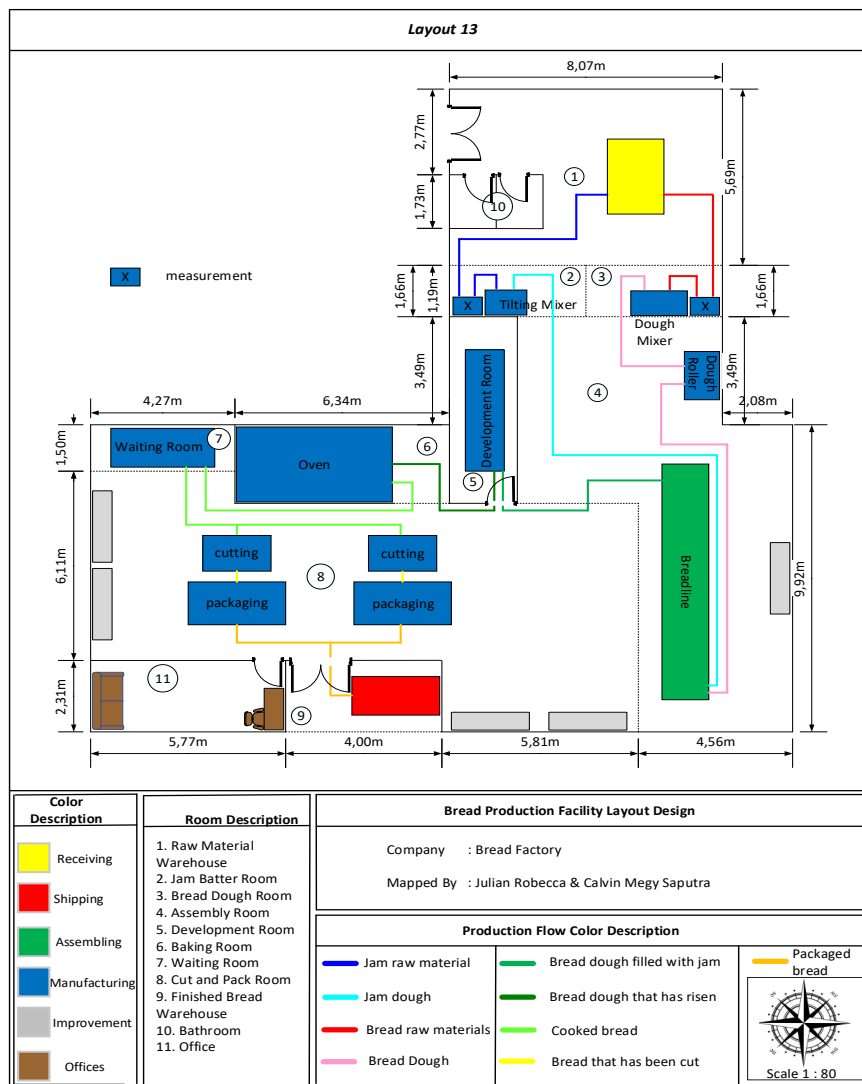 Layout 13
8,07m
2,77m
1,73m
5,69m
1
10
X
measurement
1,66m
1,19m
2
3
1,66m
X
Tilting Mixer
X
Dough
Mixer
3,49m
Development Room
Dough
Roller
3,49m
4
4,27m
6,34m
2,08m
1,50m
Waiting Room
7
Oven
6
5
6,11m
cutting
cutting
8
packaging
packaging
Breadline
9,92m
2,31m
11
9
5,77m
4,00m
5,81m
4,56m
Color
Description
Receiving
Shipping
Assembling
Manufacturing
Improvement
Offices
Room Description
1. Raw Material
Warehouse
2. Jam Batter Room
3. Bread Dough Room
4. Assembly Room
5. Development Room
6. Baking Room
7. Waiting Room
8. Cut and Pack Room
9. Finished Bread
Warehouse
10. Bathroom
11. Office
Bread Production Facility Layout Design
Company : Bread Factory
Mapped By : Julian Robecca & Calvin Megy Saputra
Production Flow Color Description
Jam raw material
Jam dough
Bread raw materials
Bread Dough
Bread dough filled with jam
Bread dough that has risen
Cooked bread
Bread that has been cut
Packaged
bread
Scale 1 : 80